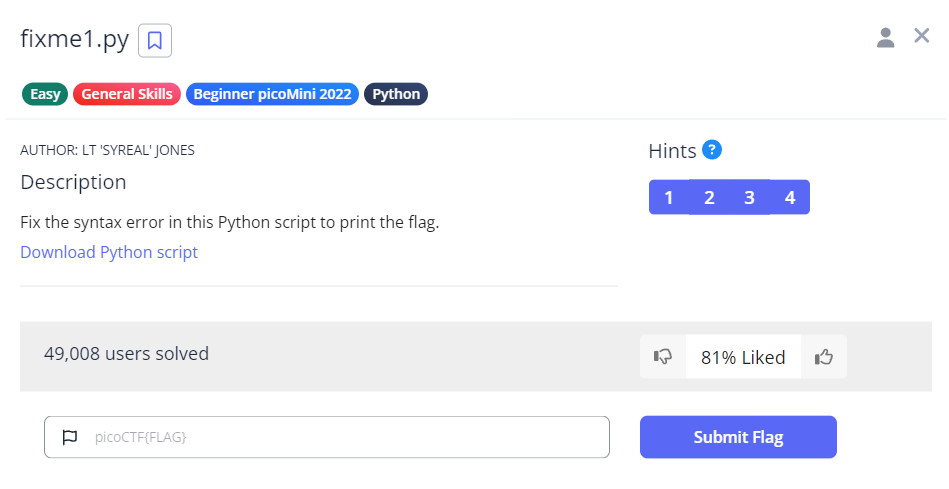 fixme1.py
Easy General Skills Beginner picoMini 2022 Python
AUTHOR: LT 'SYREAL' JONES
Description
Fix the syntax error in this Python script to print the flag.
Download Python script
Hints ?
1 2 3 4
49,008 users solved
81% Liked
picoCTF{FLAG}
Submit Flag